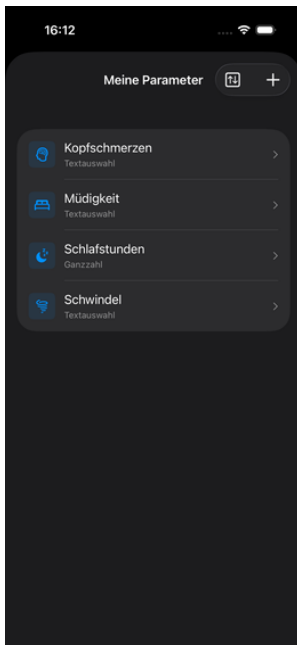 16:12
Meine Parameter
Kopfschmerzen
Textauswahl
Müdigkeit
Textauswahl
Schlafstunden
Ganzzahl
Schwindel
Textauswahl